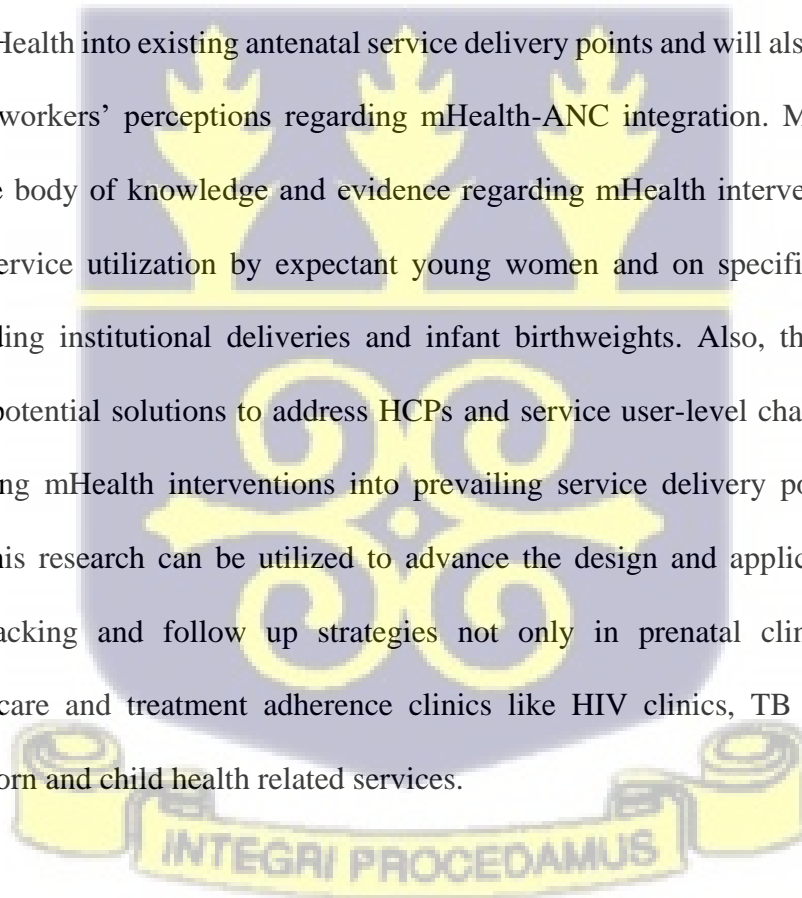 Health into existing antenatal service delivery points and will als
workers' perceptions regarding mHealth-ANC integration. M
body of knowledge and evidence regarding mHealth interve
ervice utilization by expectant young women and on specifi
ding institutional deliveries and infant birthweights. Also, th
potential solutions to address HCPs and service user-level cha
ng mHealth interventions into prevailing service delivery po
his research can be utilized to advance the design and applic
acking and follow up strategies not only in prenatal clin
care and treatment adherence clinics like HIV clinics, TB
orn and child health related services.
INTEGRI PROCEDAMUS